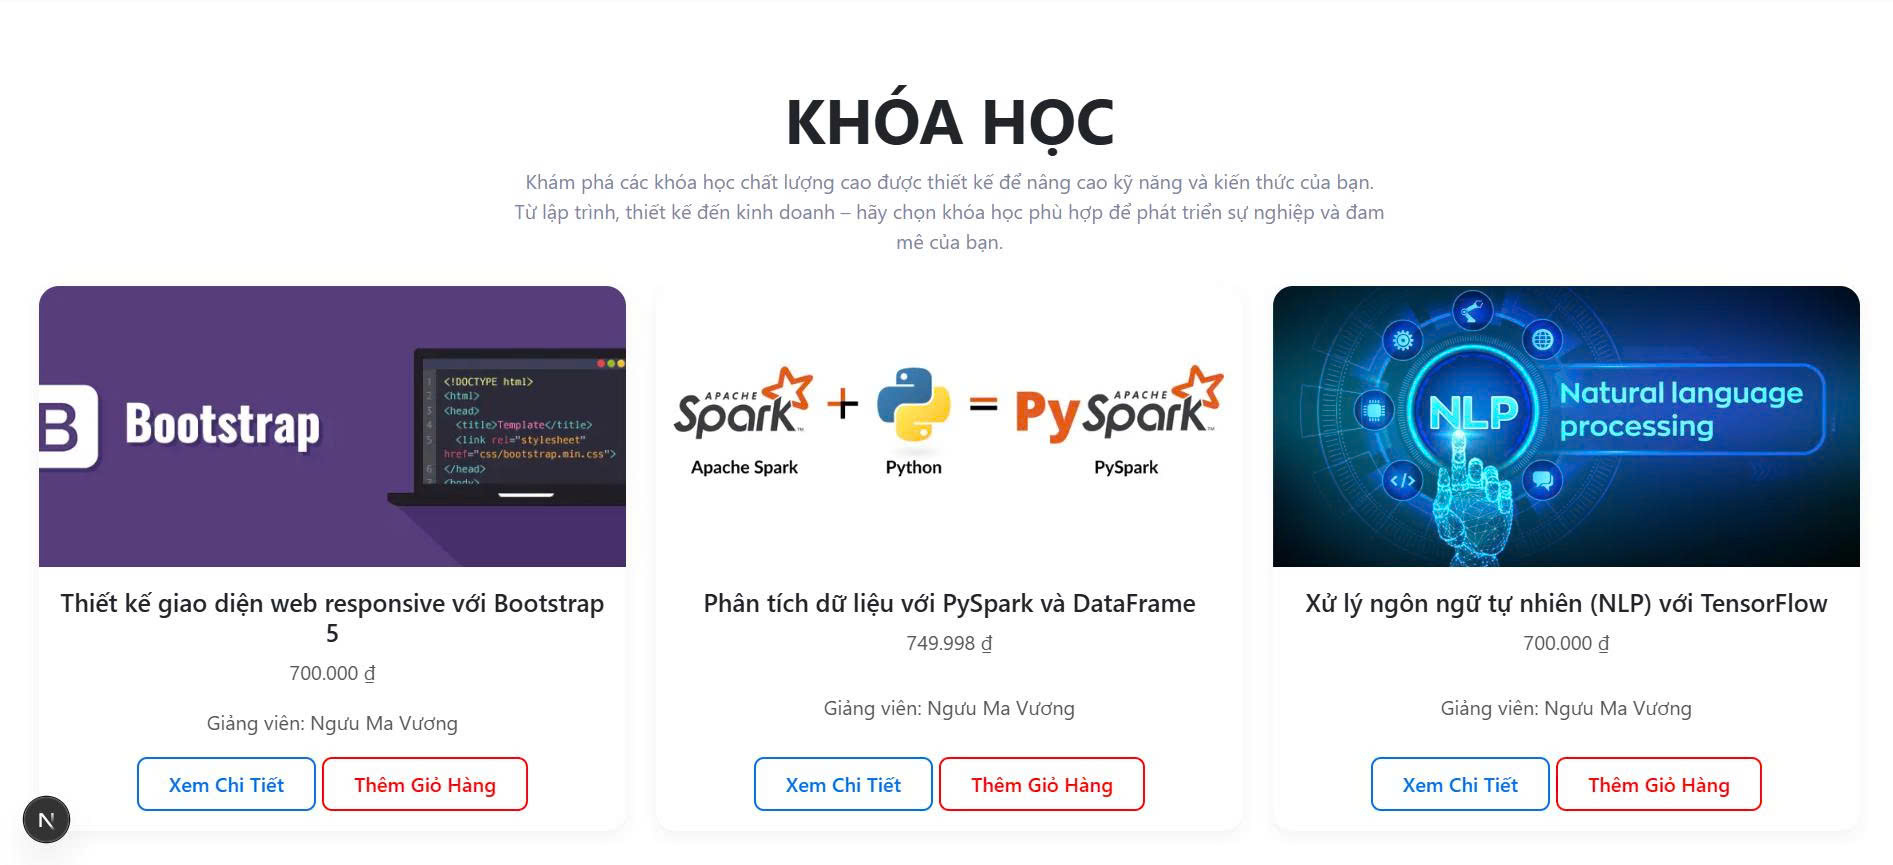 KHÓA HỌC
Khám phá các khóa học chất lượng cao được thiết kế để nâng cao kỹ năng và kiến thức của bạn.
Từ lập trình, thiết kế đến kinh doanh – hãy chọn khóa học phù hợp để phát triển sự nghiệp và đam
mê của bạn.
B
Bootstrap
1 <!DOCTYPE html>
2 <html>
3 <head>
4 <title>Template</title>
5 <link rel="stylesheet"
href="css/bootstrap.min.css">
6 </head>
7 <body>
Thiết kế giao diện web responsive với Bootstrap
5
700.000 ₫
Giảng viên: Ngưu Ma Vương
Xem Chi Tiết
Thêm Giỏ Hàng
APACHE
Spark™
+
=
APACHE
PySpark™
Apache Spark
Python
PySpark
Phân tích dữ liệu với PySpark và DataFrame
749.998 ₫
Giảng viên: Ngưu Ma Vương
Xem Chi Tiết
Thêm Giỏ Hàng
NLP
Natural language
processing
</>
Xử lý ngôn ngữ tự nhiên (NLP) với TensorFlow
700.000 ₫
Giảng viên: Ngưu Ma Vương
Xem Chi Tiết
Thêm Giỏ Hàng
N